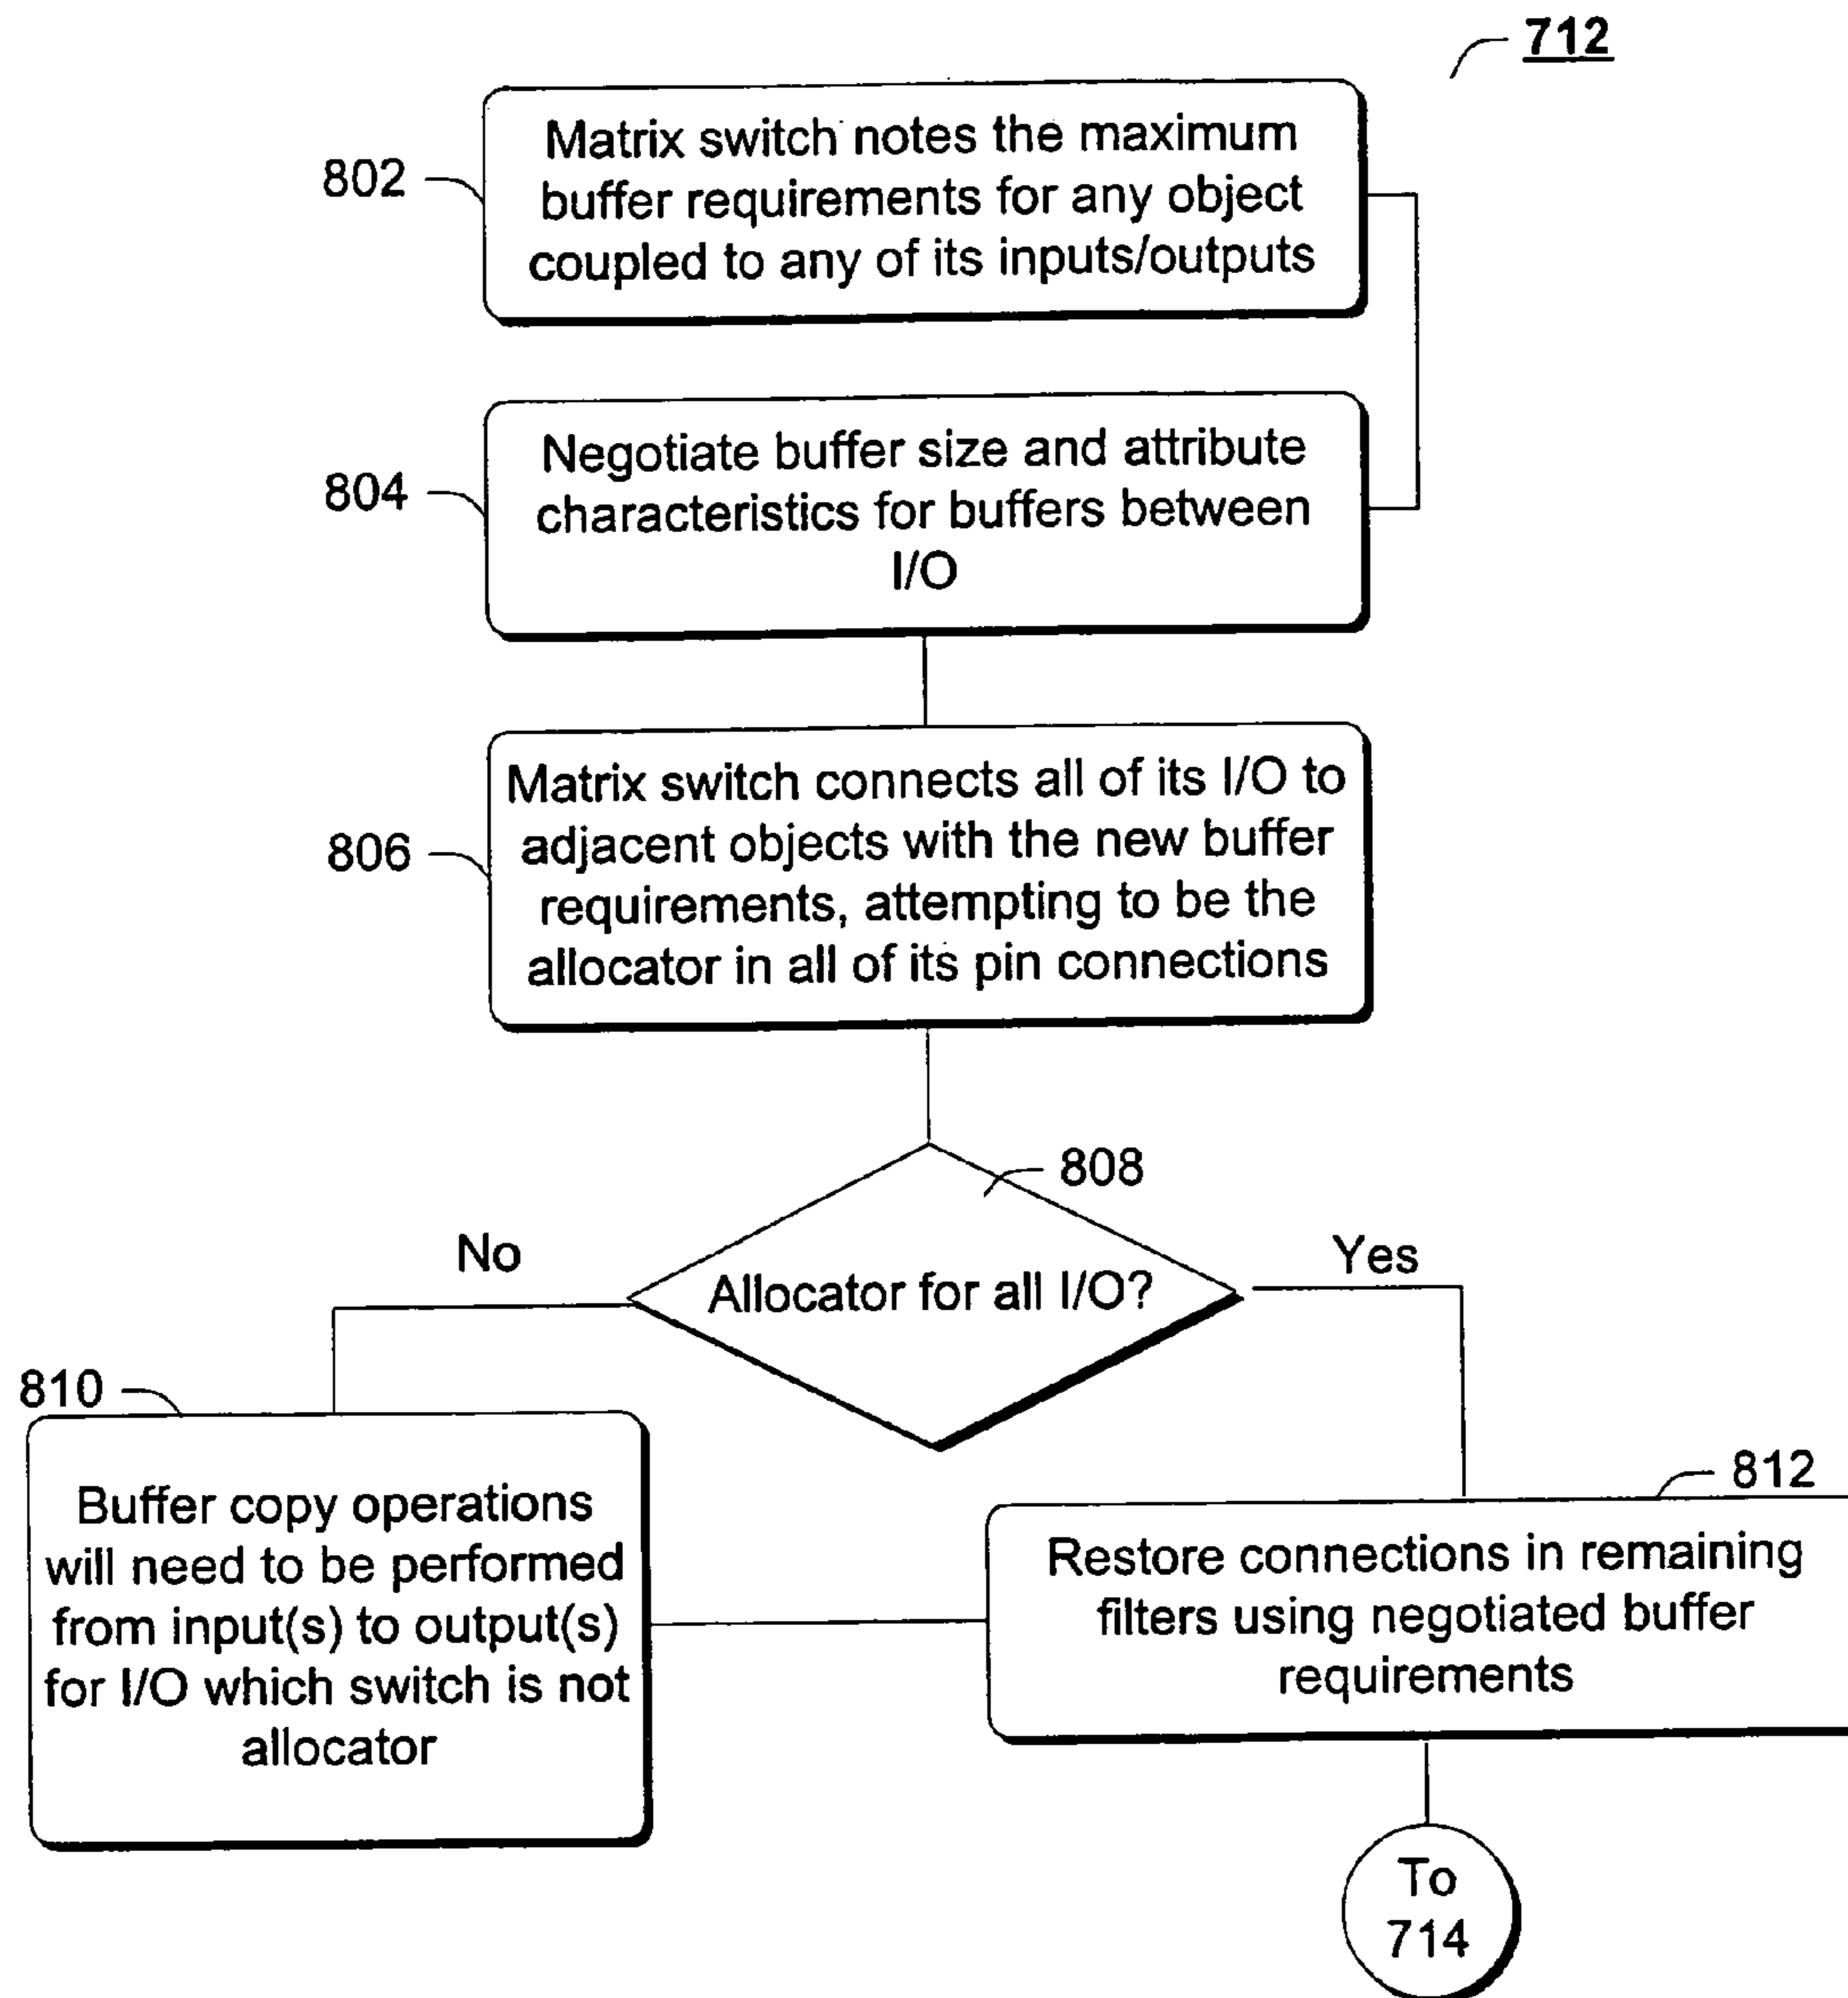 712
802
Matrix switch notes the maximum
buffer requirements for any object
coupled to any of its inputs/outputs
804
Negotiate buffer size and attribute
characteristics for buffers between
I/O
806
Matrix switch connects all of its I/O to
adjacent objects with the new buffer
requirements, attempting to be the
allocator in all of its pin connections
808
No
Allocator for all I/O?
Yes
810
Buffer copy operations
will need to be performed
from input(s) to output(s)
for I/O which switch is not
allocator
812
Restore connections in remaining
filters using negotiated buffer
requirements
To
714